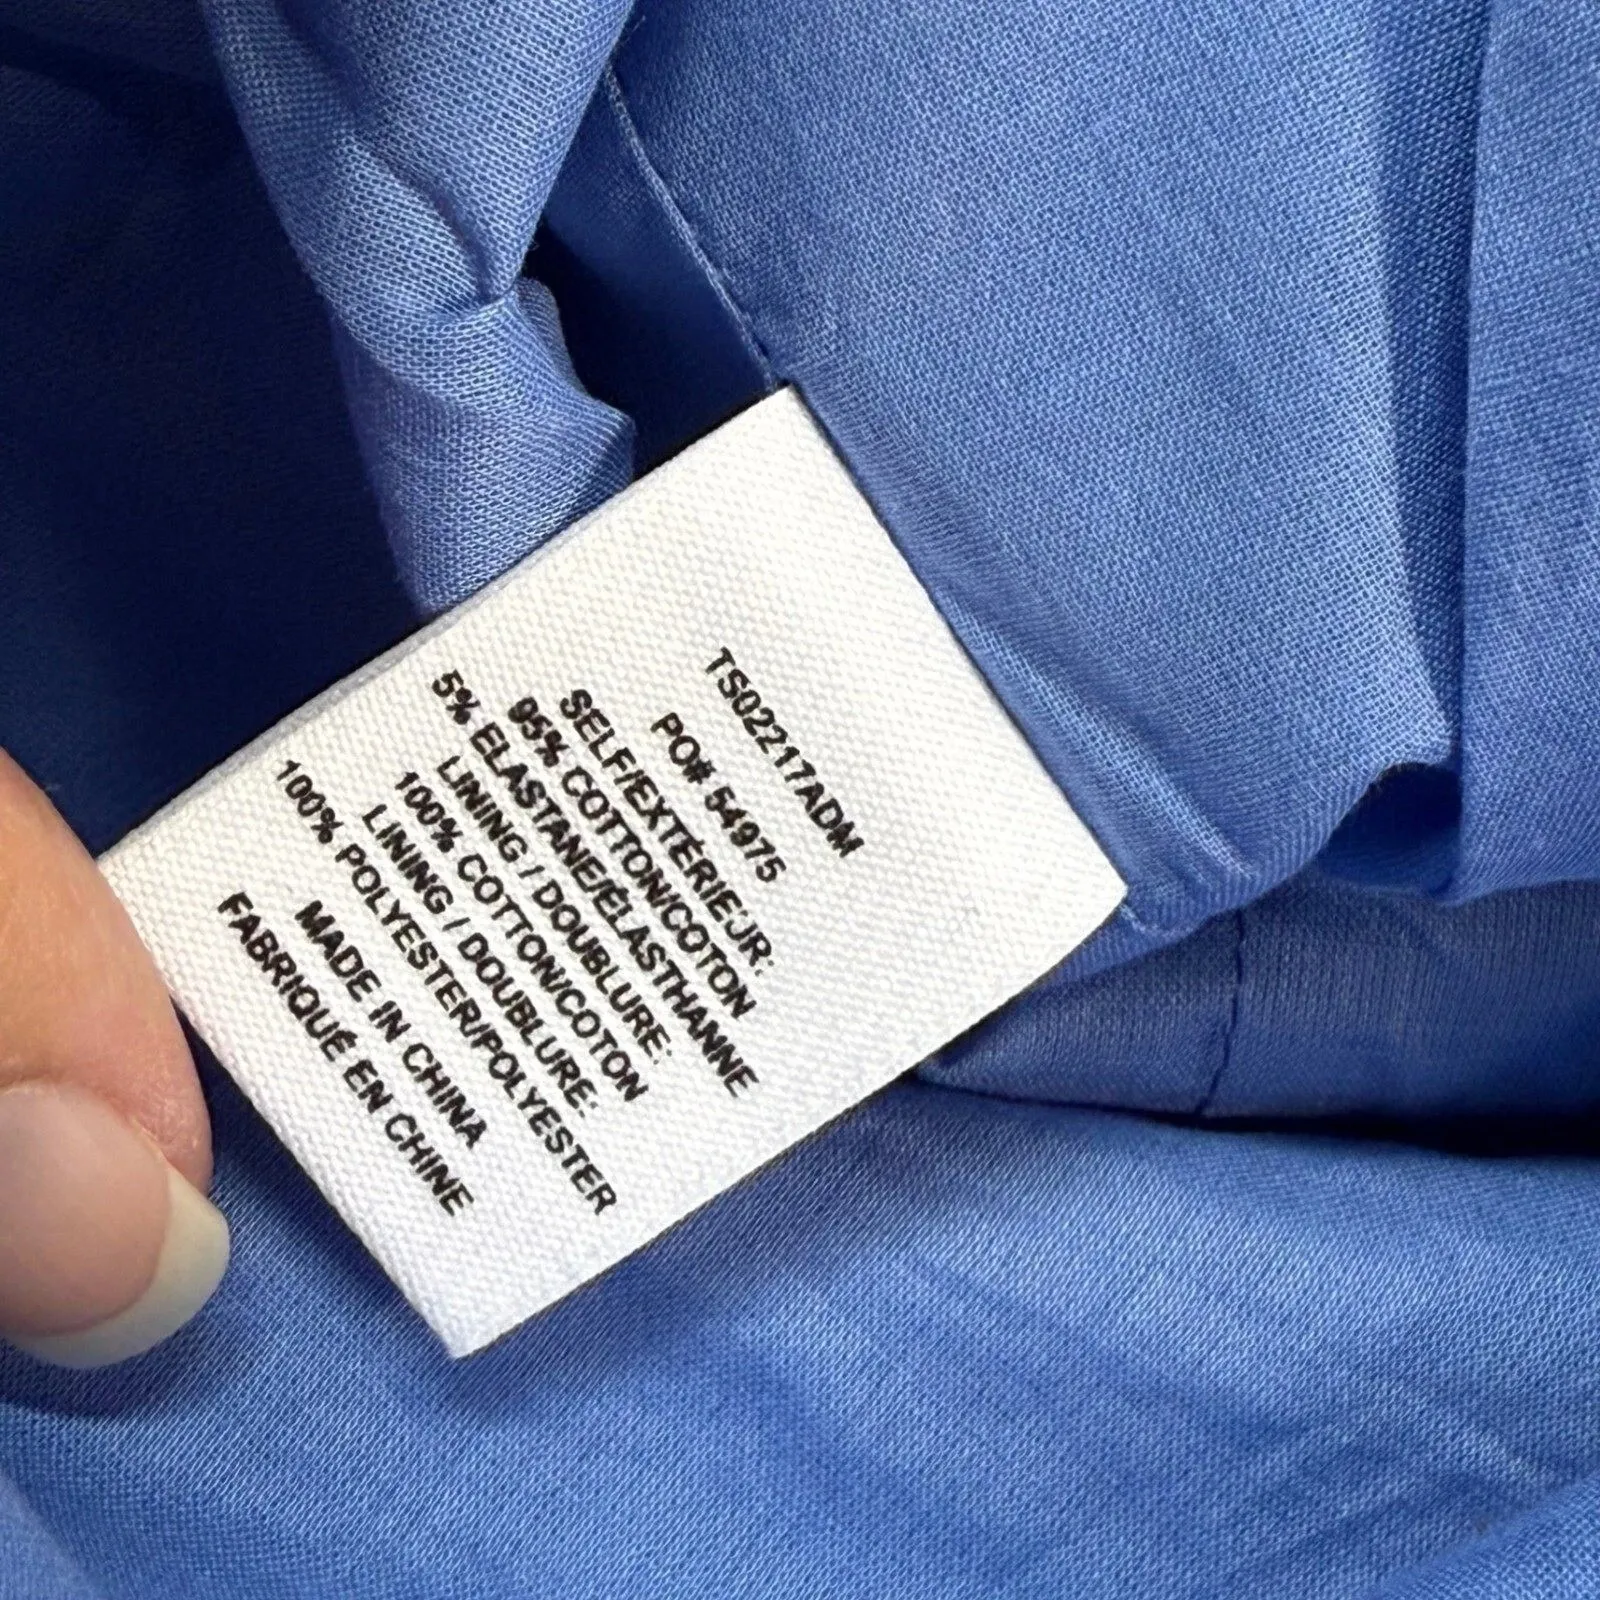 TS02217ADM
PO# 54975
SELF/EXTÉRIEUR:
95% COTTON/COTON
5% ELASTANE/ÉLASTHANNE
LINING / DOUBLURE:
100% COTTON/COTON
LINING / DOUBLURE:
100% POLYESTER/POLYESTER
MADE IN CHINA
FABRIQUÉ EN CHINE